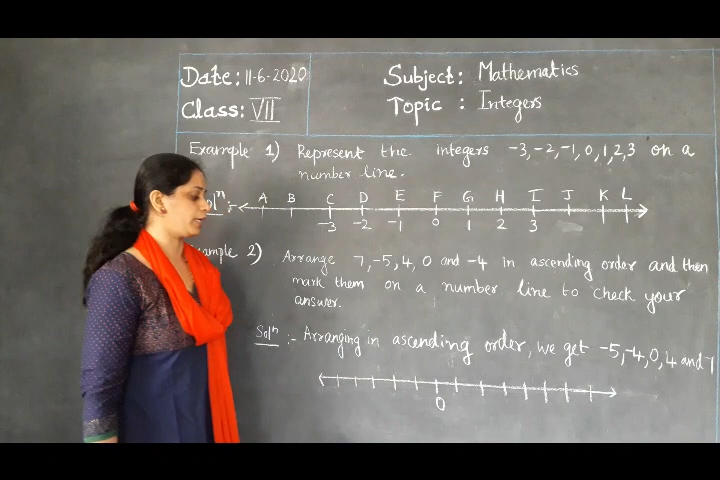 Date: 11-6-2020
Class: VII
Subject: Mathematics
Topic : Integers
Example 1) Represent the integers -3, -2, -1, 0, 1, 2, 3 on a
number line.
Solⁿ :-
A B C D E F G H I J K L
-3 -2 -1 0 1 2 3
Example 2) Arrange 7, -5, 4, 0 and -4 in ascending order and then
mark them on a number line to check your
answer.
Solⁿ :- Arranging in ascending order, we get -5, -4, 0, 4 and 7
0